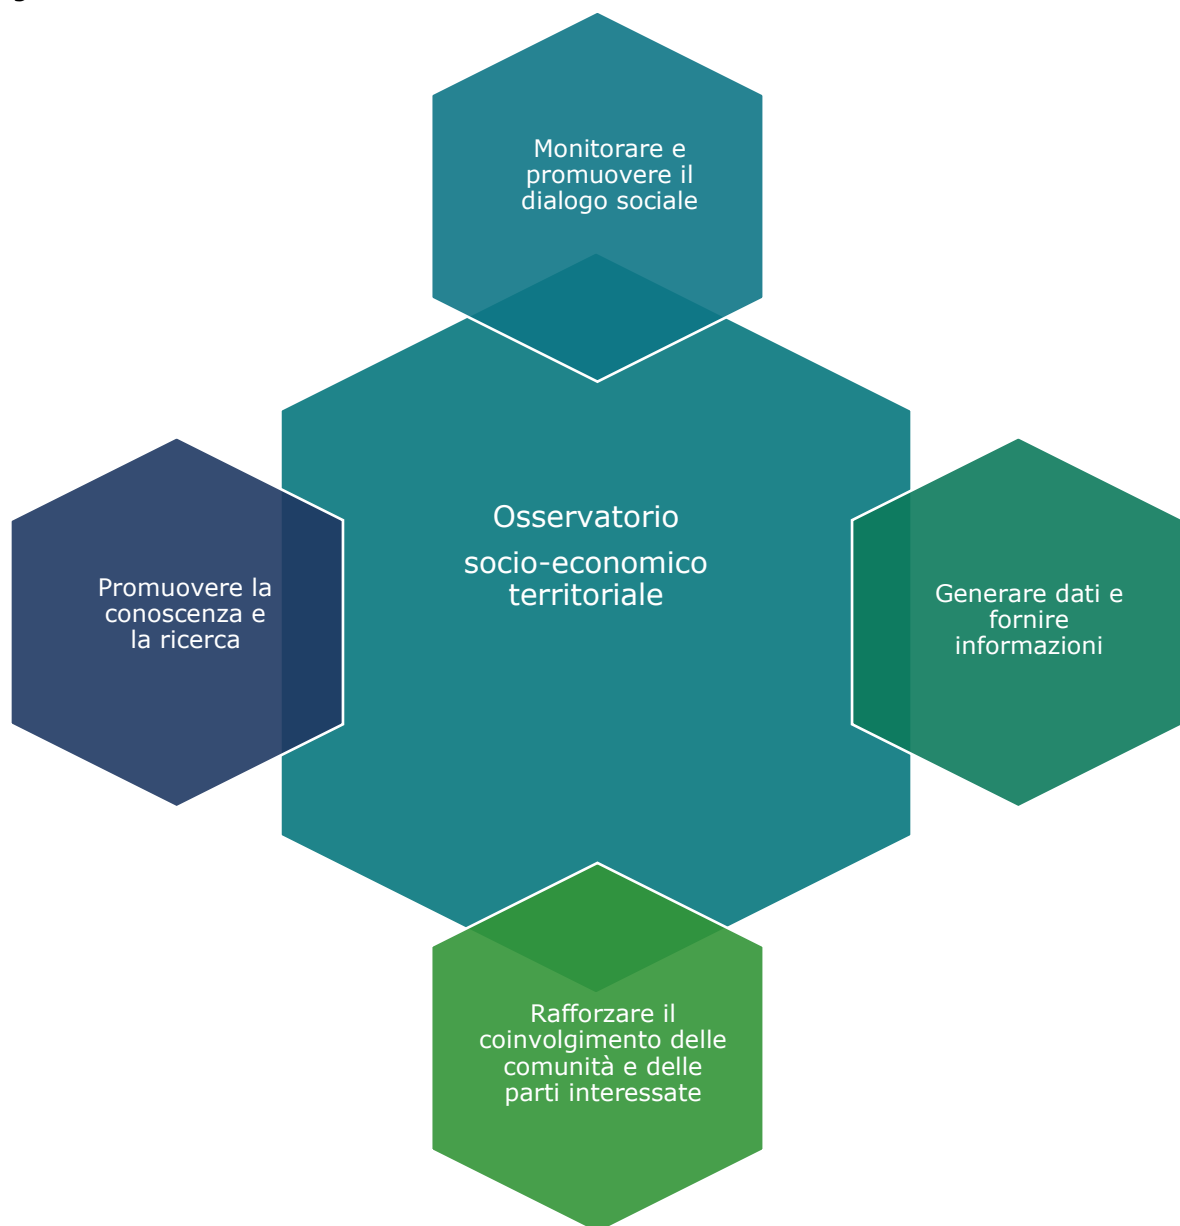 Monitorare e
promuovere il
dialogo sociale
Osservatorio
socio-economico
territoriale
Promuovere la
conoscenza e
la ricerca
Generare dati e
fornire
informazioni
Rafforzare il
coinvolgimento delle
comunità e delle
parti interessate